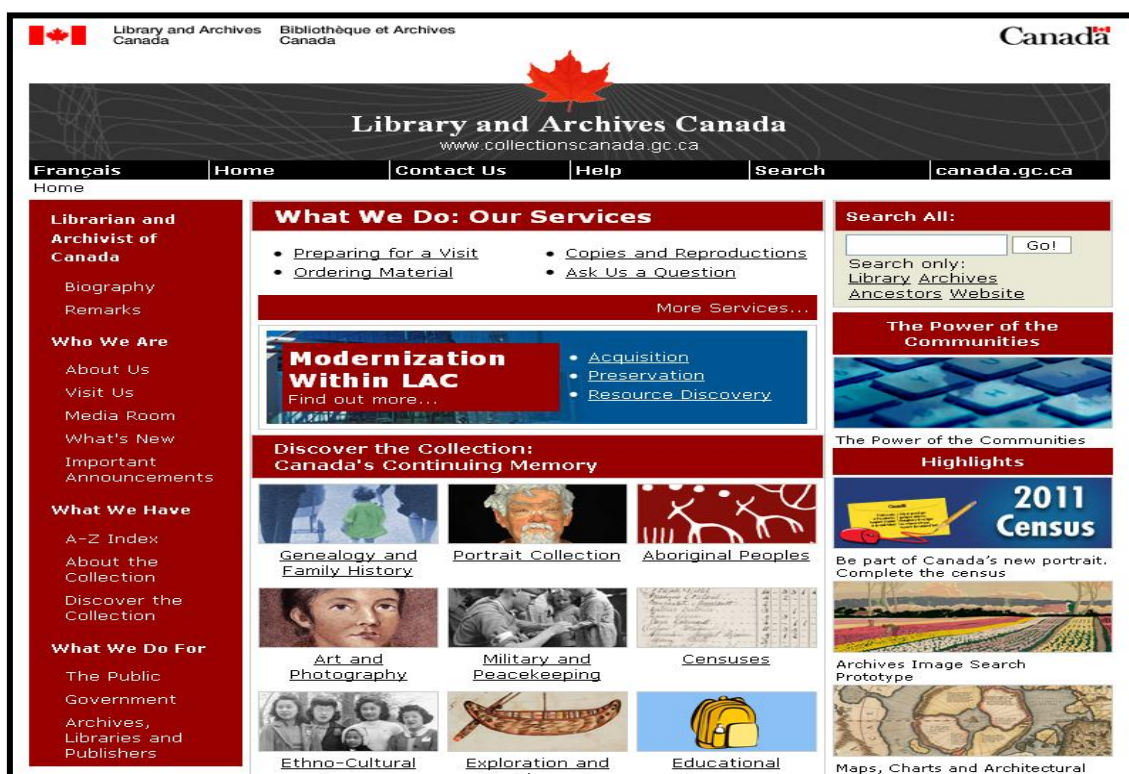 Library and Archives Canada
Bibliothèque et Archives Canada
Canada
Library and Archives Canada
www.collectionscanada.gc.ca
Français Home Contact Us Help Search canada.gc.ca
Home
Librarian and
Archivist of
Canada
Biography
Remarks
Who We Are
About Us
Visit Us
Media Room
What's New
Important
Announcements
What We Have
A-Z Index
About the
Collection
Discover the
Collection
What We Do For
The Public
Government
Archives,
Libraries and
Publishers
What We Do: Our Services
Preparing for a Visit
Ordering Material
Copies and Reproductions
Ask Us a Question
More Services...
Modernization
Within LAC
Find out more...
Acquisition
Preservation
Resource Discovery
Discover the Collection:
Canada's Continuing Memory
Genealogy and
Family History
Portrait Collection
Aboriginal Peoples
Art and
Photography
Military and
Peacekeeping
Censuses
Ethno-Cultural
Exploration and
Educational
Search All:
Go!
Search only:
Library Archives
Ancestors Website
The Power of the
Communities
The Power of the Communities
Highlights
2011
Census
Be part of Canada's new portrait.
Complete the census
Archives Image Search
Prototype
Maps, Charts and Architectural